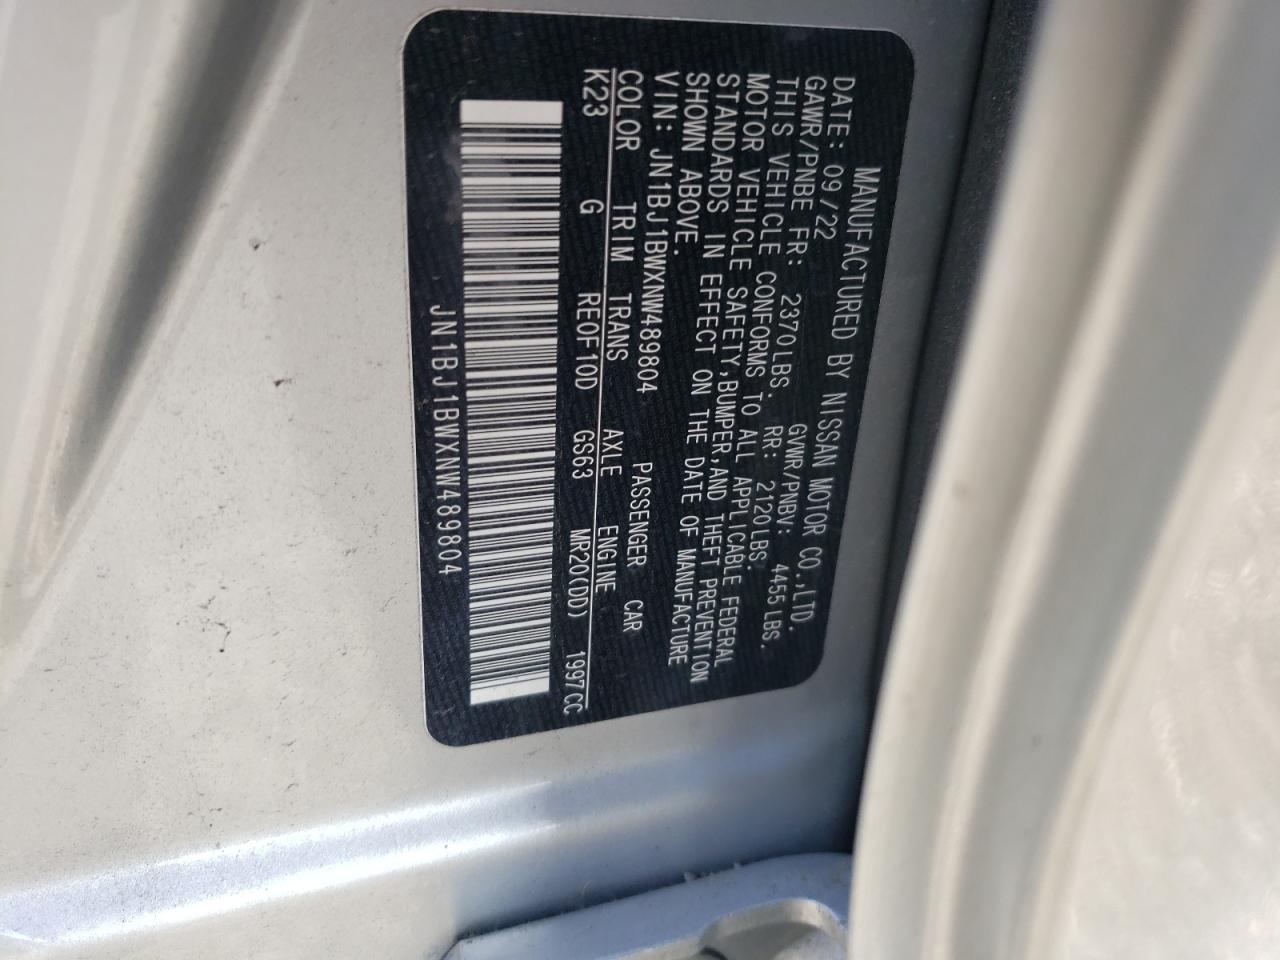 MANUFACTURED BY NISSAN MOTOR CO.,LTD.
DATE: 09/22 GVWR/PNBV: 4455LBS.
GAWR/PNBE FR: 2370LBS. RR: 2120LBS.
THIS VEHICLE CONFORMS TO ALL APPLICABLE FEDERAL
MOTOR VEHICLE SAFETY,BUMPER,AND THEFT PREVENTION
STANDARDS IN EFFECT ON THE DATE OF MANUFACTURE
SHOWN ABOVE.
VIN: JN1BJ1BWXNW489804 PASSENGER CAR
COLOR TRIM TRANS AXLE ENGINE
K23 G RE0F10D GS63 MR20(DD) 1997CC
JN1BJ1BWXNW489804